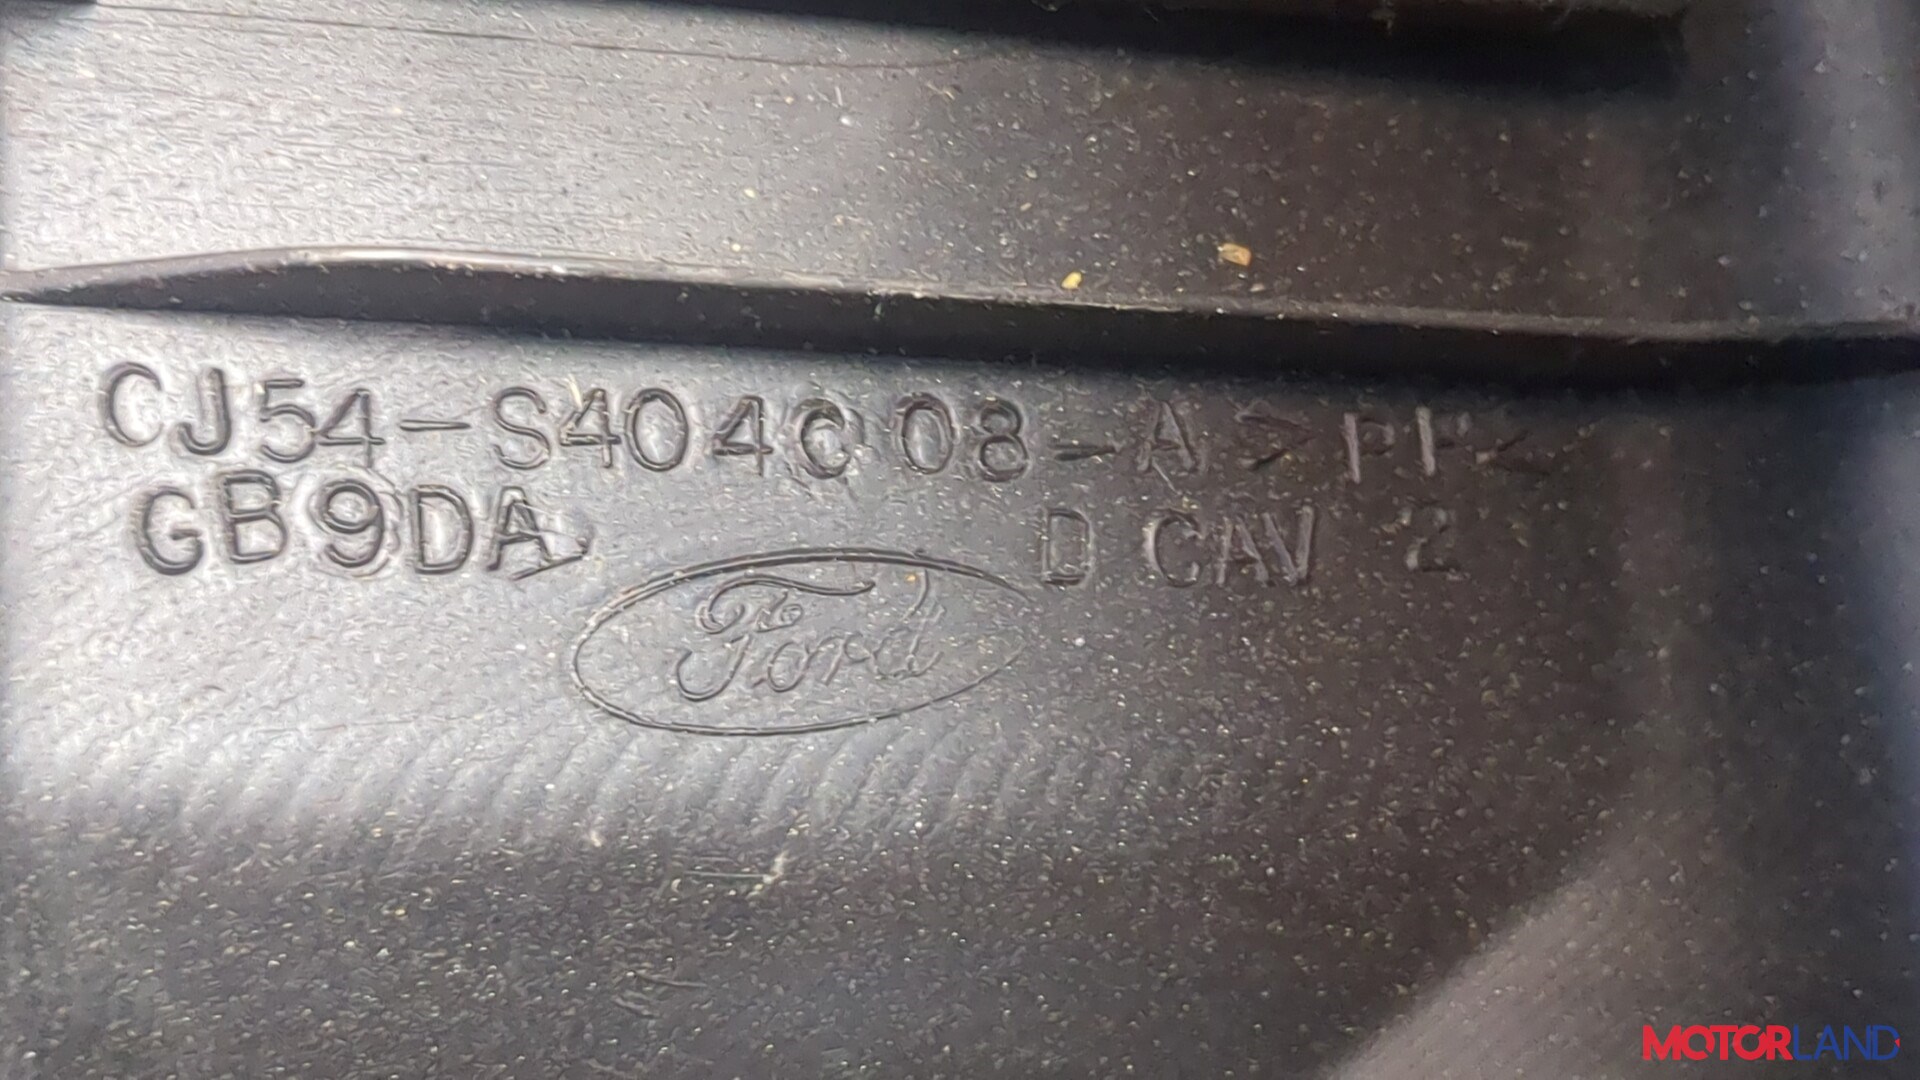 CJ54-S404C08-A >PP<
GB9DA D CAV 2
Ford
MOTORLAND